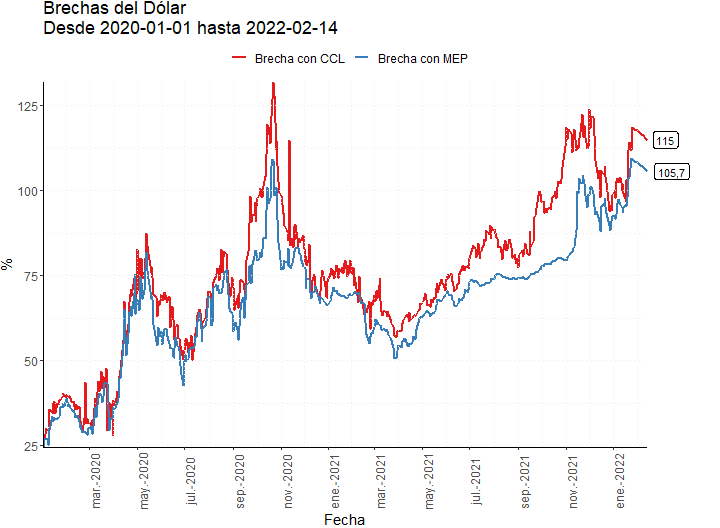 Brechas del Dólar
Desde 2020-01-01 hasta 2022-02-14
Brecha con CCL
Brecha con MEP
%
125
100
75
50
25
115
105,7
mar.-2020
may.-2020
jul.-2020
sep.-2020
nov.-2020
ene.-2021
mar.-2021
may.-2021
jul.-2021
sep.-2021
nov.-2021
ene.-2022
Fecha